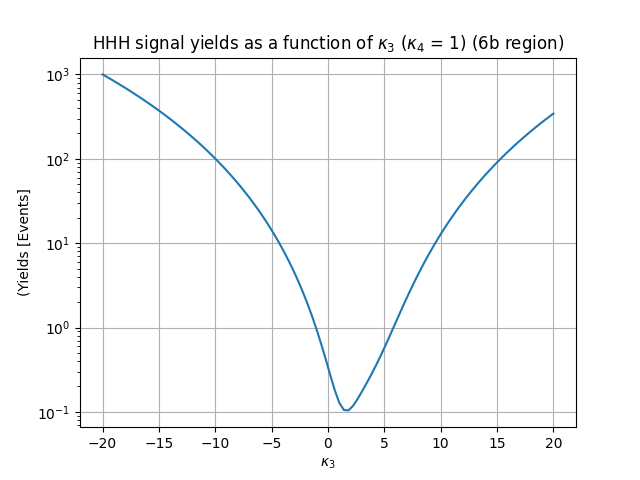 HHH signal yields as a function of κ₃ (κ₄ = 1) (6b region)
(Yields [Events]
10³
10²
10¹
10⁰
10⁻¹
−20 −15 −10 −5 0 5 10 15 20
κ₃